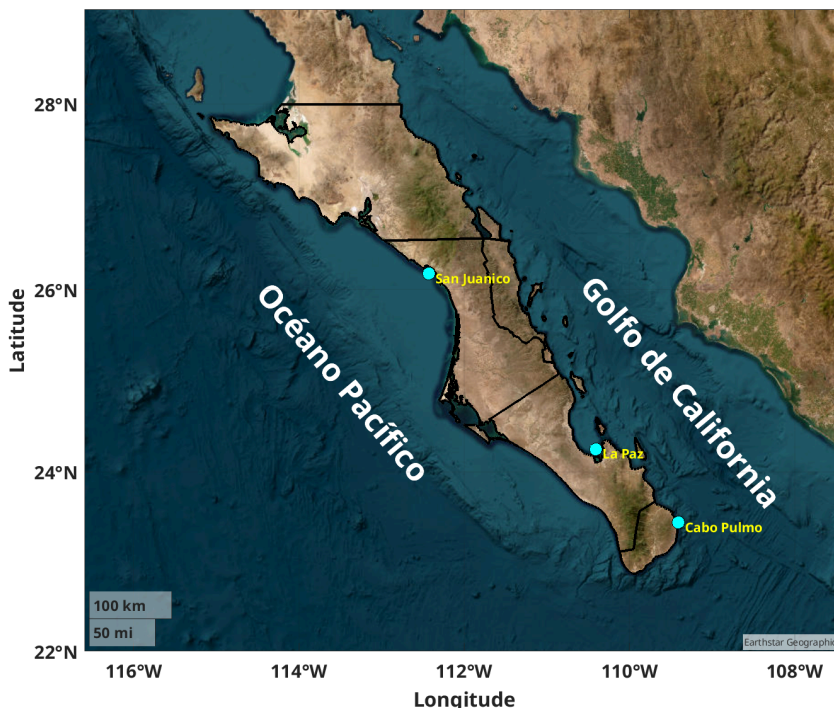 28°N
26°N
24°N
22°N
Latitude
San Juanico
Océano Pacífico
Golfo de California
La Paz
Cabo Pulmo
100 km
50 mi
Earthstar Geographic
116°W
114°W
112°W
110°W
108°W
Longitude